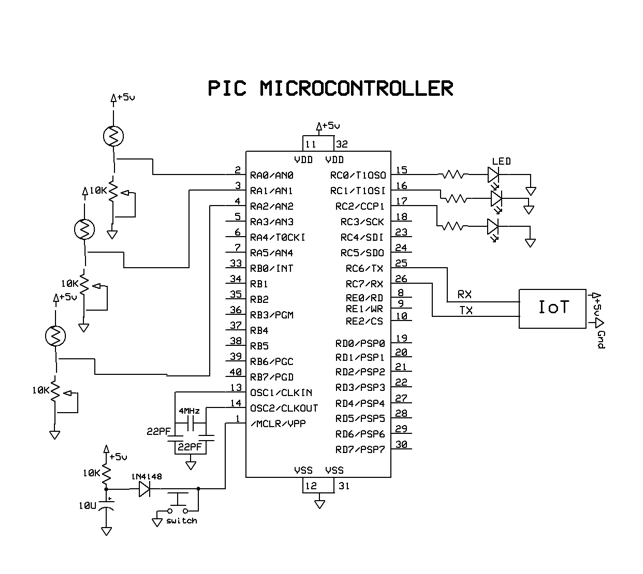 PIC MICROCONTROLLER
+5v
+5v
11 32
VDD VDD
2 RA0/AN0
3 RA1/AN1
4 RA2/AN2
5 RA3/AN3
6 RA4/T0CKI
7 RA5/AN4
33 RB0/INT
34 RB1
35 RB2
36 RB3/PGM
37 RB4
38 RB5
39 RB6/PGC
40 RB7/PGD
13 OSC1/CLKIN
14 OSC2/CLKOUT
1 /MCLR/VPP
RC0/T1OSO 15
RC1/T1OSI 16
RC2/CCP1 17
RC3/SCK 18
RC4/SDI 23
RC5/SDO 24
RC6/TX 25
RC7/RX 26
RE0/RD 8
RE1/WR 9
RE2/CS 10
RD0/PSP0 19
RD1/PSP1 20
RD2/PSP2 21
RD3/PSP3 22
RD4/PSP4 27
RD5/PSP5 28
RD6/PSP6 29
RD7/PSP7 30
VSS VSS
12 31
10K
+5v
10K
+5v
10K
4MHz
22PF
22PF
+5v
10K
1N4148
10U
+
switch
LED
RX
TX
IoT
+5v
Gnd